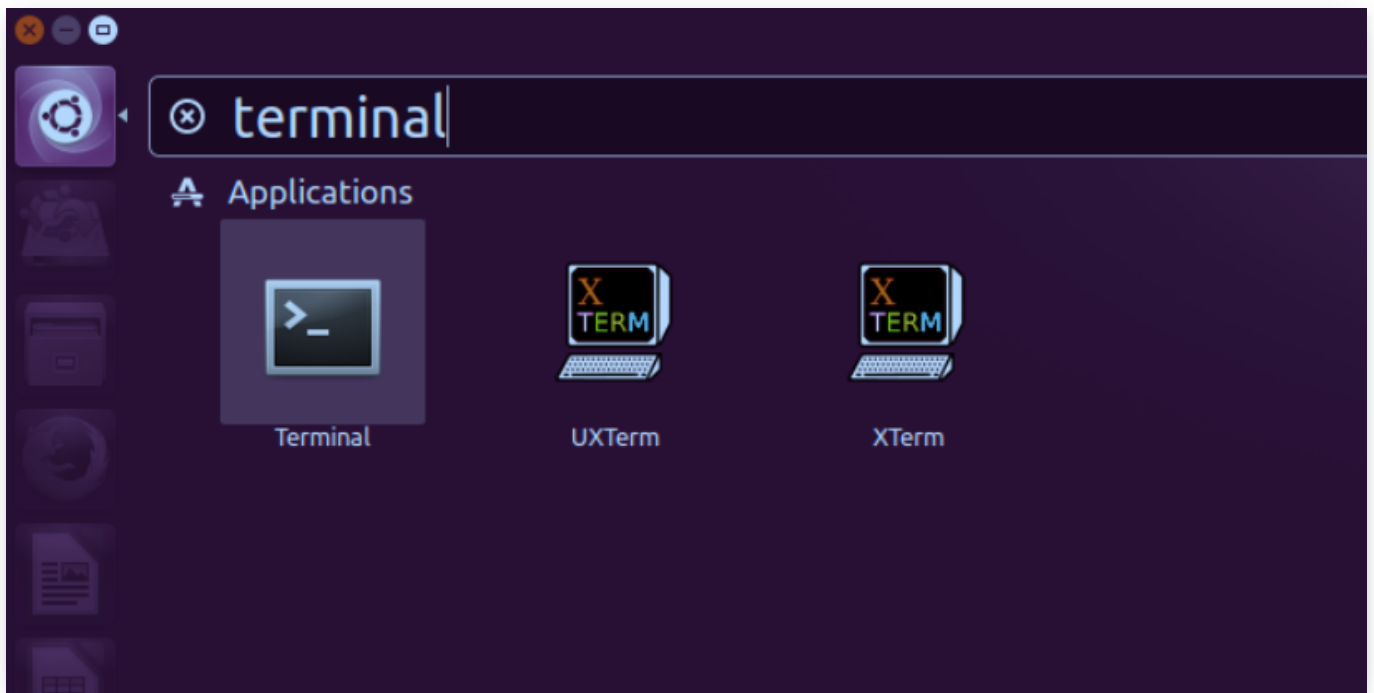 terminal
Applications
>_
X
TERM
X
TERM
Terminal
UXTerm
XTerm